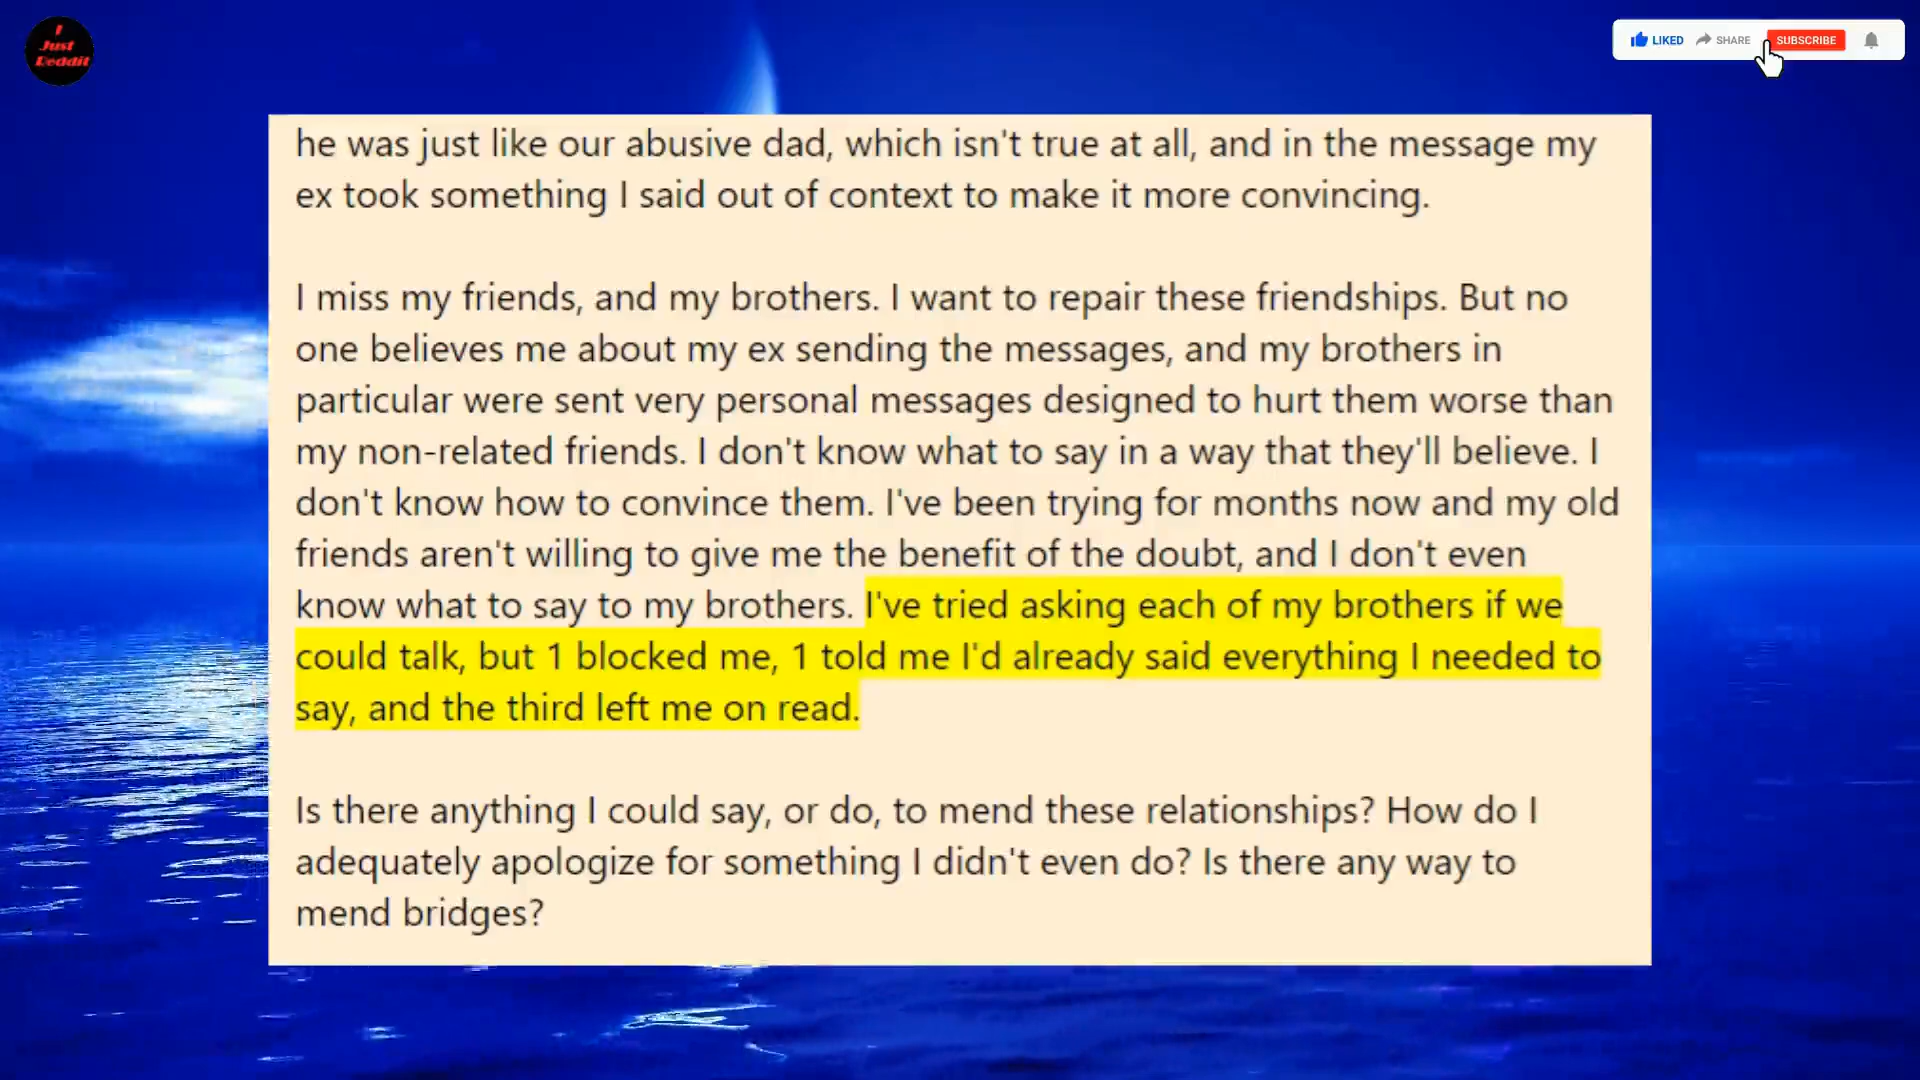 I
Just
Reddit
LIKED SHARE SUBSCRIBE
he was just like our abusive dad, which isn't true at all, and in the message my
ex took something I said out of context to make it more convincing.
I miss my friends, and my brothers. I want to repair these friendships. But no
one believes me about my ex sending the messages, and my brothers in
particular were sent very personal messages designed to hurt them worse than
my non-related friends. I don't know what to say in a way that they'll believe. I
don't know how to convince them. I've been trying for months now and my old
friends aren't willing to give me the benefit of the doubt, and I don't even
know what to say to my brothers. I've tried asking each of my brothers if we
could talk, but 1 blocked me, 1 told me I'd already said everything I needed to
say, and the third left me on read.
Is there anything I could say, or do, to mend these relationships? How do I
adequately apologize for something I didn't even do? Is there any way to
mend bridges?